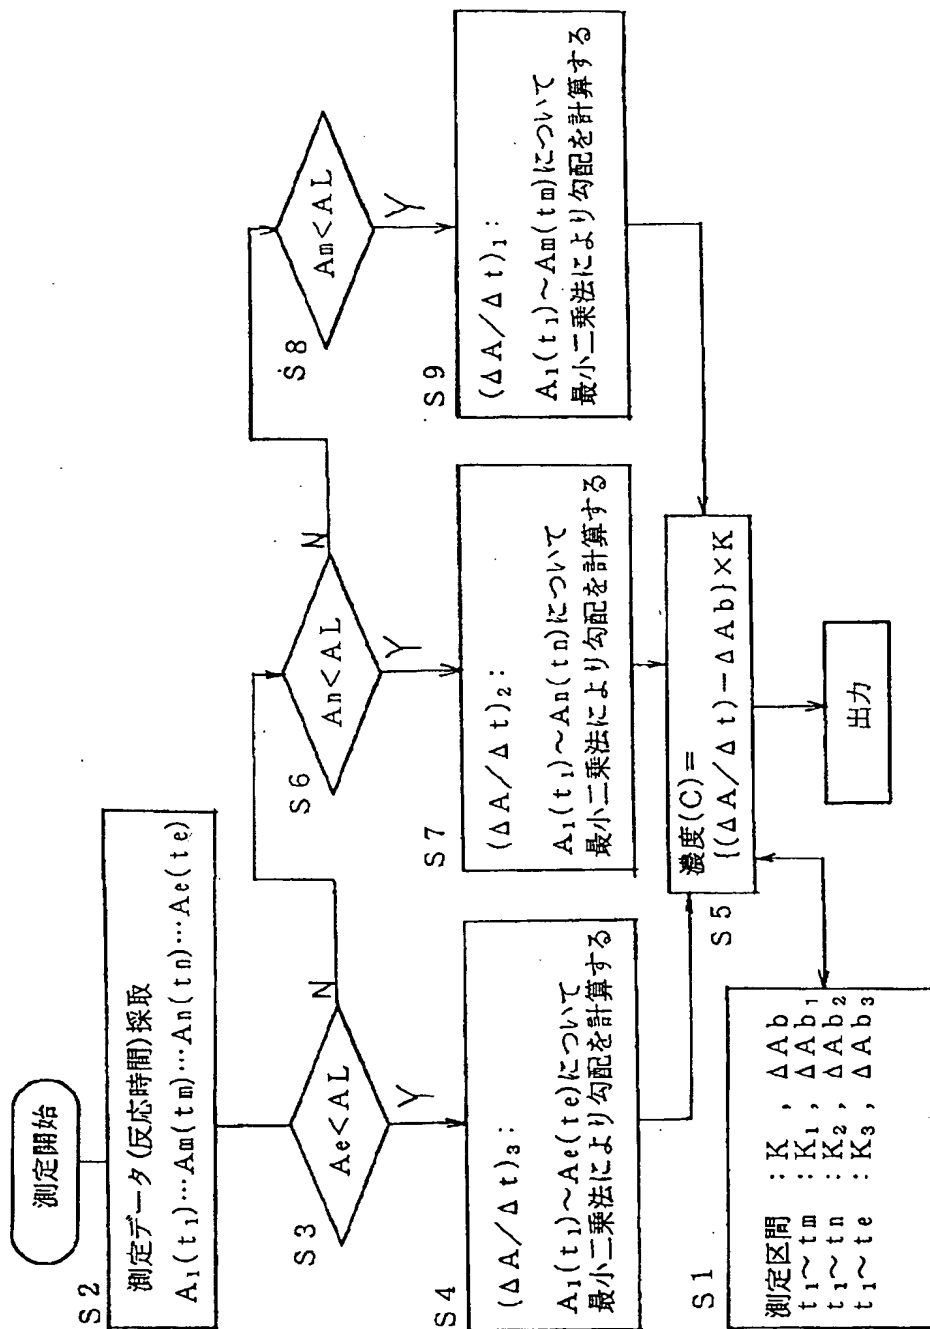 測定開始
S2
測定データ(反応時間)採取
A₁(t₁)…Am(tm)…An(tn)…Ae(te)
S3
Ae<AL
N
Y
S4
(ΔA/Δt)₃:
A₁(t₁)~Ae(te)について
最小二乗法により勾配を計算する
S6
An<AL
N
Y
S7
(ΔA/Δt)₂:
A₁(t₁)~An(tn)について
最小二乗法により勾配を計算する
S8
Am<AL
Y
S9
(ΔA/Δt)₁:
A₁(t₁)~Am(tm)について
最小二乗法により勾配を計算する
S1
測定区間 :K, ΔAb
t₁~tm :K₁, ΔAb₁
t₁~tn :K₂, ΔAb₂
t₁~te :K₃, ΔAb₃
S5
濃度(C)=
{(ΔA/Δt)-ΔAb}×K
出力